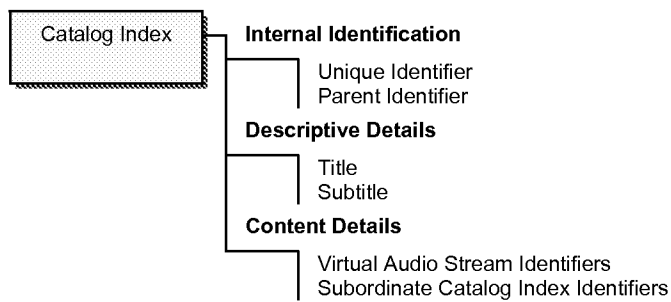 Catalog Index
Internal Identification
Unique Identifier
Parent Identifier
Descriptive Details
Title
Subtitle
Content Details
Virtual Audio Stream Identifiers
Subordinate Catalog Index Identifiers